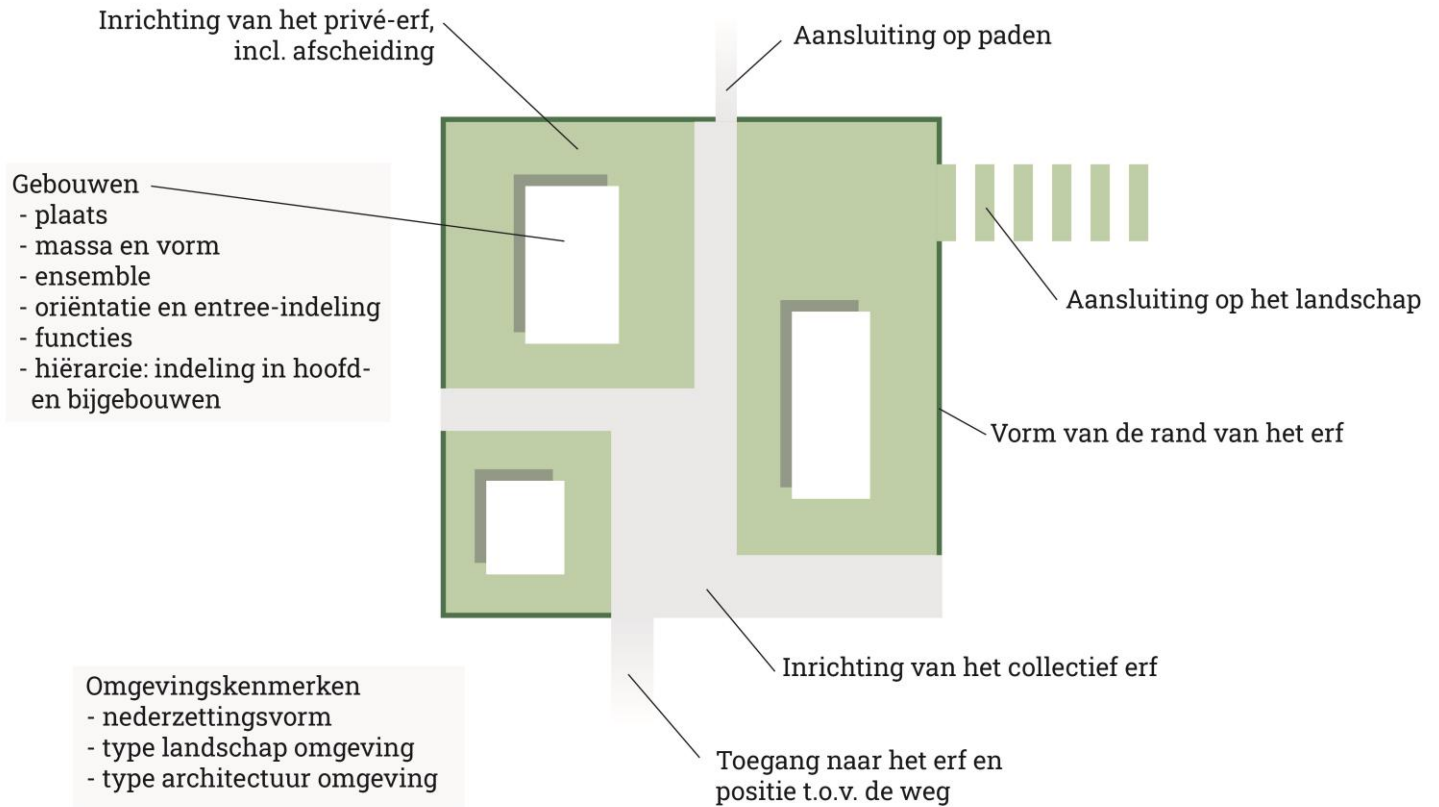 Inrichting van het privé-erf,
incl. afscheiding
Aansluiting op paden
Gebouwen
- plaats
- massa en vorm
- ensemble
- oriëntatie en entree-indeling
- functies
- hiërarcie: indeling in hoofd-
en bijgebouwen
Aansluiting op het landschap
Vorm van de rand van het erf
Inrichting van het collectief erf
Omgevingskenmerken
- nederzettingsvorm
- type landschap omgeving
- type architectuur omgeving
Toegang naar het erf en
positie t.o.v. de weg